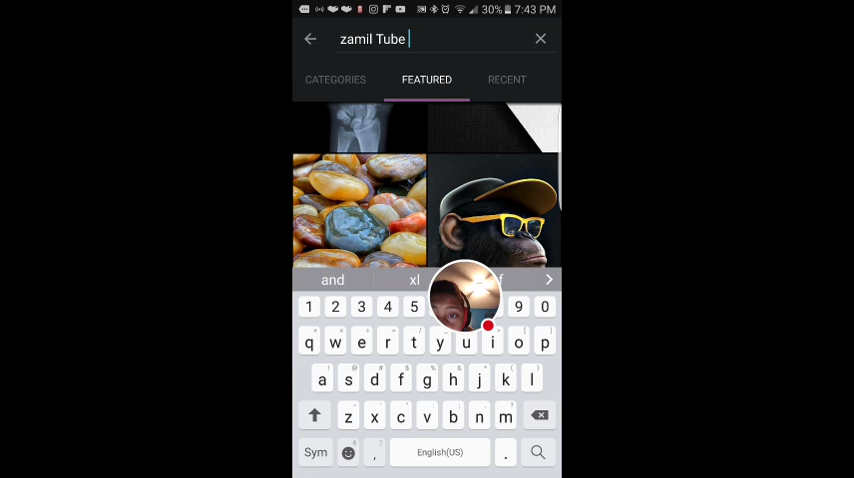 30% 7:43 PM
zamil Tube
CATEGORIES FEATURED RECENT
and xl f
1 2 3 4 5 9 0
q w e r t y u i o p
a s d f g h j k l
z x c v b n m
Sym , English(US) .